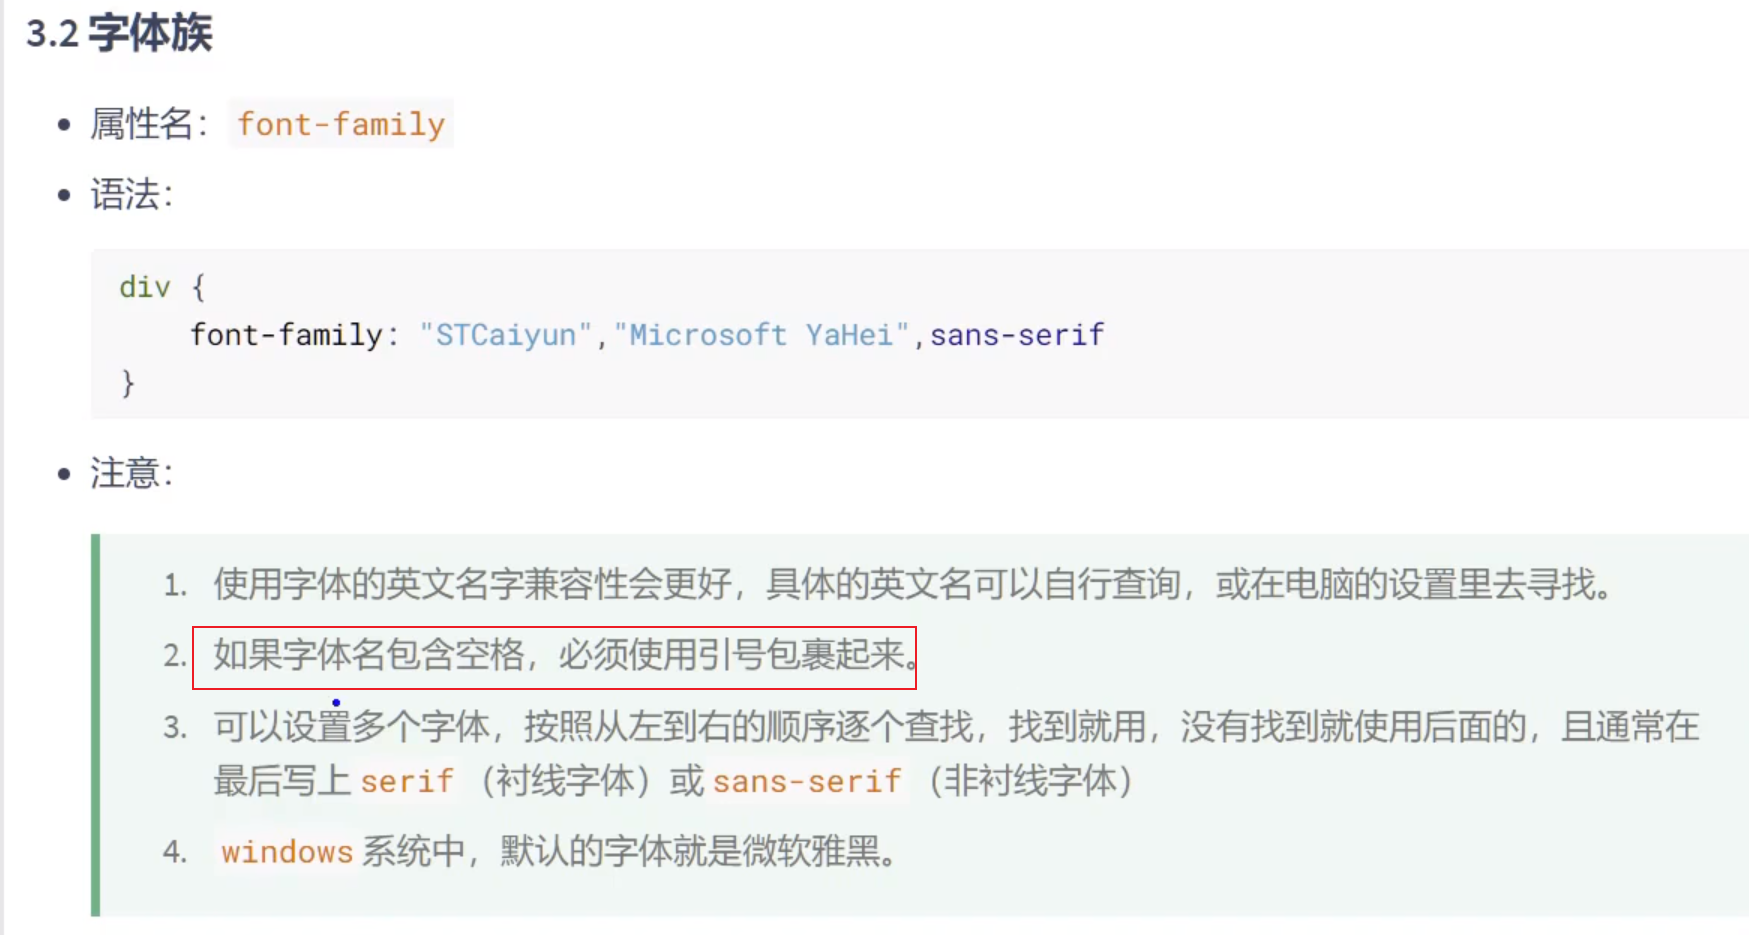 3.2 字体族
• 属性名： font-family
• 语法：
div {
    font-family: "STCaiyun","Microsoft YaHei",sans-serif
}
• 注意：
1. 使用字体的英文名字兼容性会更好，具体的英文名可以自行查询，或在电脑的设置里去寻找。
2. 如果字体名包含空格，必须使用引号包裹起来。
3. 可以设置多个字体，按照从左到右的顺序逐个查找，找到就用，没有找到就使用后面的，且通常在
最后写上 serif （衬线字体）或 sans-serif （非衬线字体）
4. windows 系统中，默认的字体就是微软雅黑。